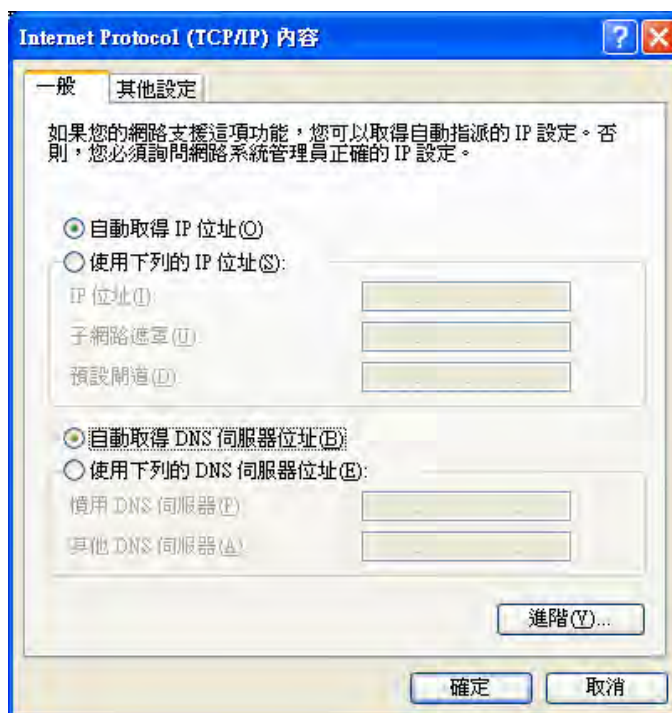 Internet Protocol (TCP/IP) 內容
一般
其他設定
如果您的網路支援這項功能，您可以取得自動指派的 IP 設定。否
則，您必須詢問網路系統管理員正確的 IP 設定。
自動取得 IP 位址(O)
使用下列的 IP 位址(S):
IP 位址(I):
子網路遮罩(U):
預設閘道(D):
自動取得 DNS 伺服器位址(B)
使用下列的 DNS 伺服器位址(E):
慣用 DNS 伺服器(P)
其他 DNS 伺服器(A)
進階(V)...
確定
取消